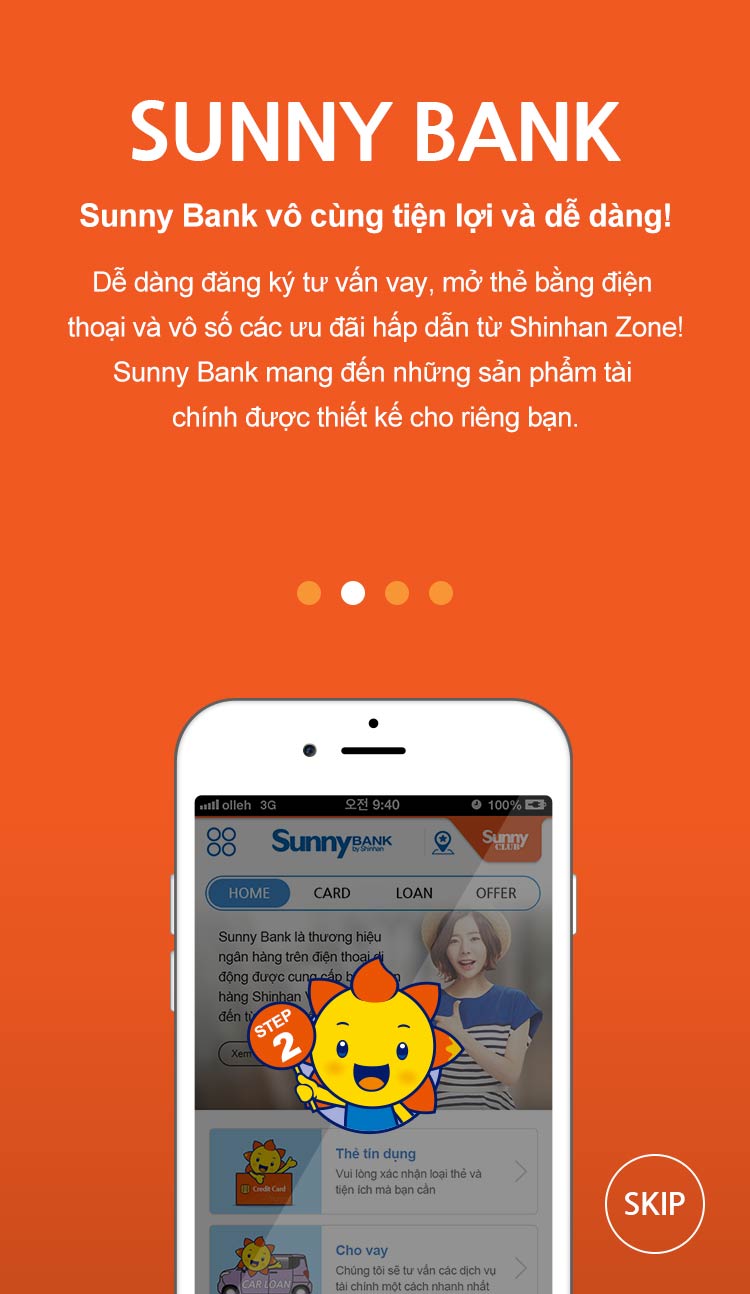 SUNNY BANK
Sunny Bank vô cùng tiện lợi và dễ dàng!
Dễ dàng đăng ký tư vấn vay, mở thẻ bằng điện
thoại và vô số các ưu đãi hấp dẫn từ Shinhan Zone!
Sunny Bank mang đến những sản phẩm tài
chính được thiết kế cho riêng bạn.
olleh 3G 오전 9:40 100%
Sunny BANK
by Shinhan
Sunny
CLUB
HOME CARD LOAN OFFER
Sunny Bank là thương hiệu
ngân hàng trên điện thoại di
động được cung cấp
hàng Shinhan
đến
Xem
STEP
2
Credit Card
Thẻ tín dụng
Vui lòng xác nhận loại thẻ và
tiện ích mà bạn cần
SKIP
CAR LOAN
Cho vay
Chúng tôi sẽ tư vấn các dịch vụ
tài chính một cách nhanh nhất